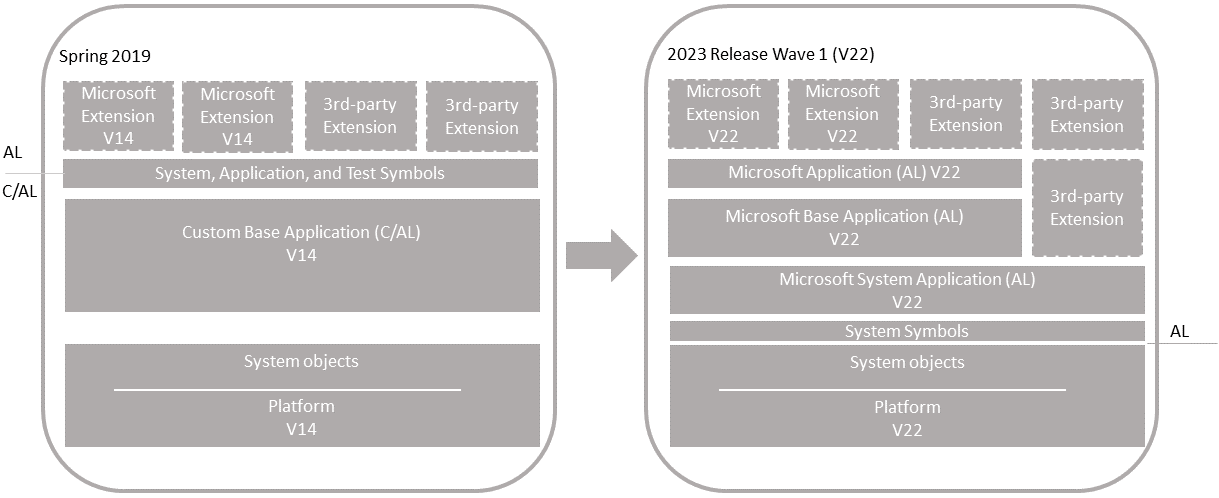 Spring 2019
Microsoft
Extension
V14
Microsoft
Extension
V14
3rd-party
Extension
3rd-party
Extension
AL
C/AL
System, Application, and Test Symbols
Custom Base Application (C/AL)
V14
System objects
Platform
V14
2023 Release Wave 1 (V22)
Microsoft
Extension
V22
Microsoft
Extension
V22
3rd-party
Extension
3rd-party
Extension
Microsoft Application (AL) V22
3rd-party
Extension
Microsoft Base Application (AL)
V22
Microsoft System Application (AL)
V22
System Symbols
AL
System objects
Platform
V22